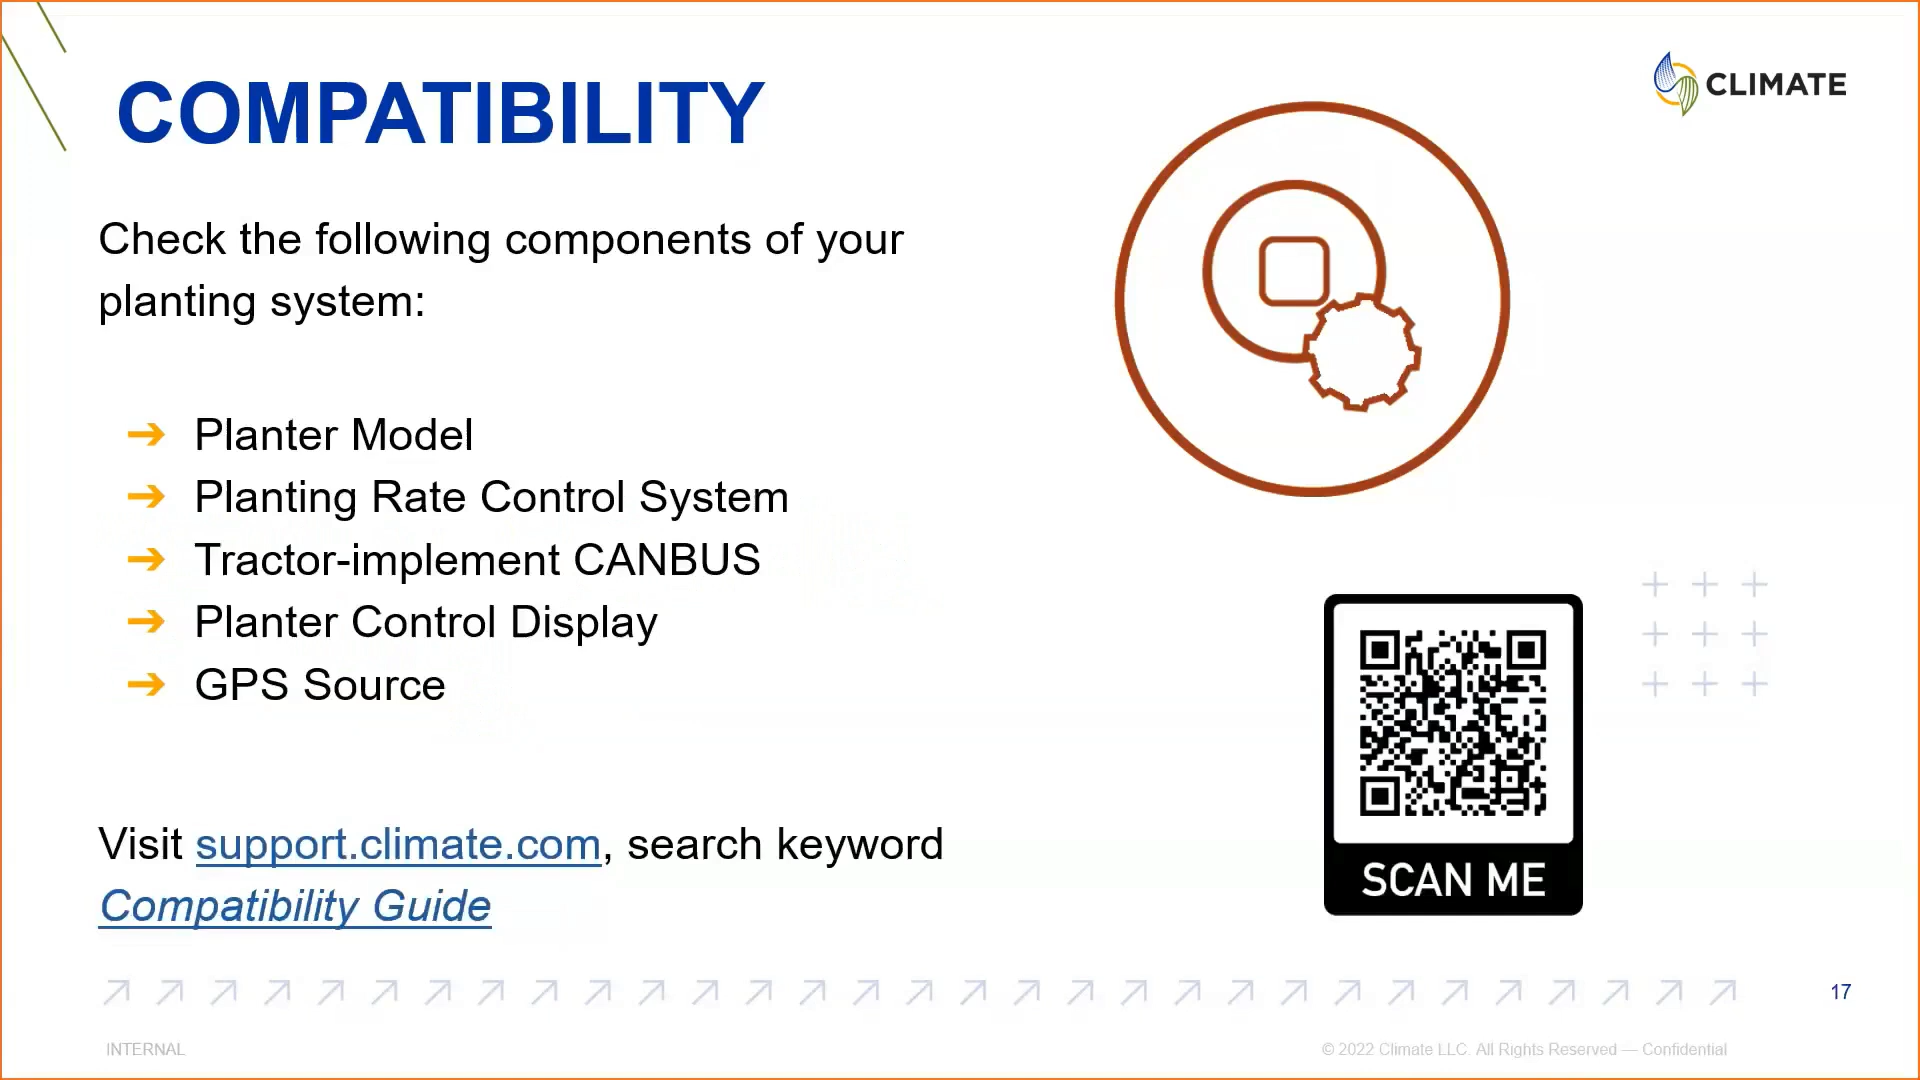 COMPATIBILITY
CLIMATE
Check the following components of your
planting system:
➔ Planter Model
➔ Planting Rate Control System
➔ Tractor-implement CANBUS
➔ Planter Control Display
➔ GPS Source
Visit support.climate.com, search keyword
Compatibility Guide
SCAN ME
17
INTERNAL
© 2022 Climate LLC. All Rights Reserved — Confidential